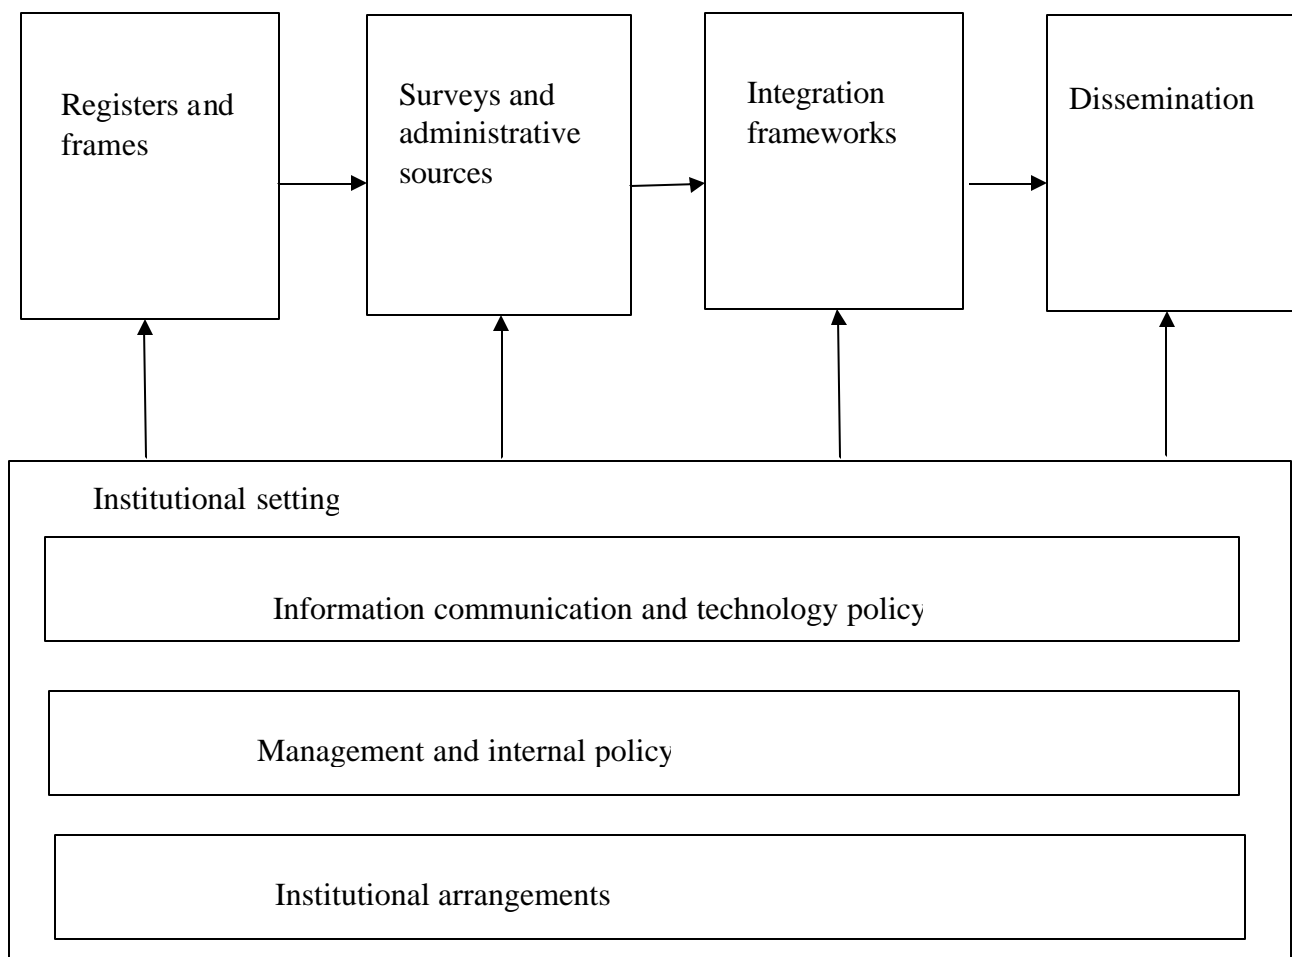 Registers and
frames
Surveys and
administrative
sources
Integration
frameworks
Dissemination
Institutional setting
Information communication and technology policy
Management and internal policy
Institutional arrangements